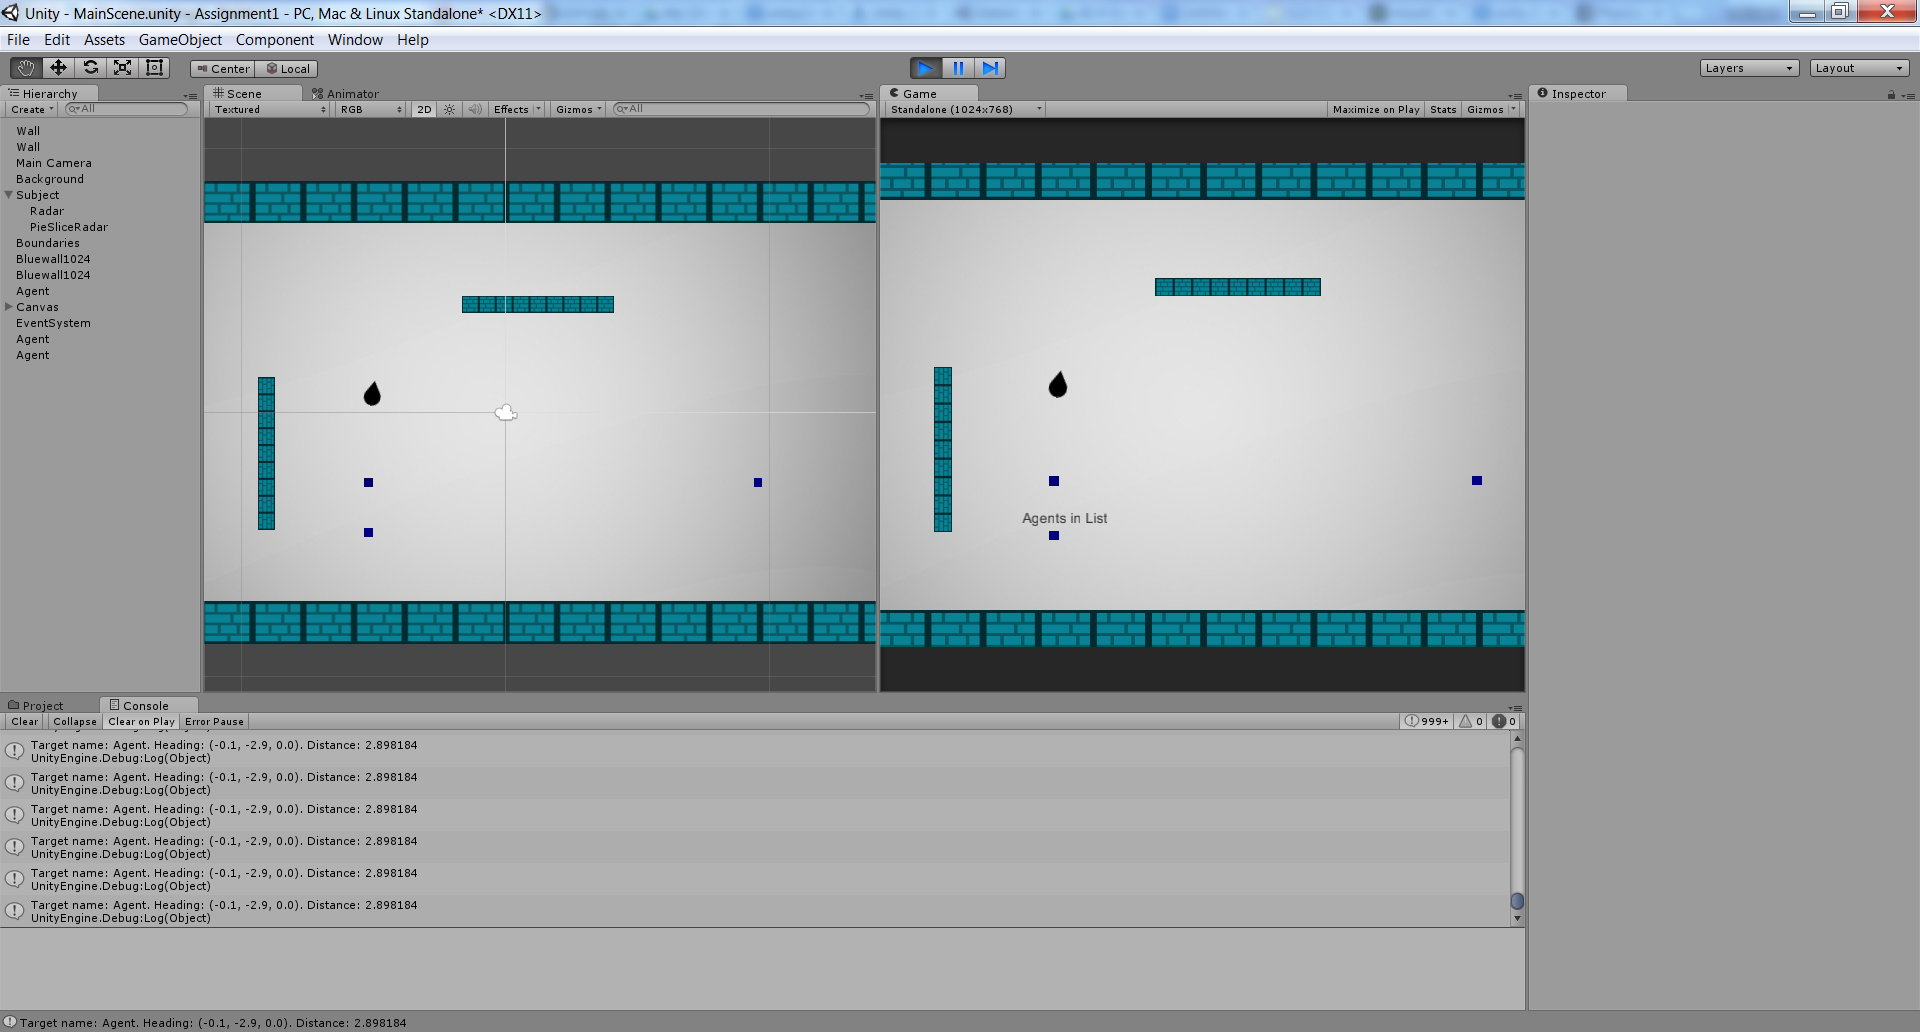 Unity - MainScene.unity - Assignment1 - PC, Mac & Linux Standalone* <DX11>
File Edit Assets GameObject Component Window Help
Center Local Layers Layout
Hierarchy
Create All
Wall
Wall
Main Camera
Background
Subject
Radar
PieSliceRadar
Boundaries
Bluewall1024
Bluewall1024
Agent
Canvas
EventSystem
Agent
Agent
Scene Animator
Textured RGB 2D Effects Gizmos All
Game
Standalone (1024x768) Maximize on Play Stats Gizmos
Agents in List
Inspector
Project Console
Clear Collapse Clear on Play Error Pause 999+ 0 0
Target name: Agent. Heading: (-0.1, -2.9, 0.0). Distance: 2.898184
UnityEngine.Debug:Log(Object)
Target name: Agent. Heading: (-0.1, -2.9, 0.0). Distance: 2.898184
UnityEngine.Debug:Log(Object)
Target name: Agent. Heading: (-0.1, -2.9, 0.0). Distance: 2.898184
UnityEngine.Debug:Log(Object)
Target name: Agent. Heading: (-0.1, -2.9, 0.0). Distance: 2.898184
UnityEngine.Debug:Log(Object)
Target name: Agent. Heading: (-0.1, -2.9, 0.0). Distance: 2.898184
UnityEngine.Debug:Log(Object)
Target name: Agent. Heading: (-0.1, -2.9, 0.0). Distance: 2.898184
UnityEngine.Debug:Log(Object)
Target name: Agent. Heading: (-0.1, -2.9, 0.0). Distance: 2.898184